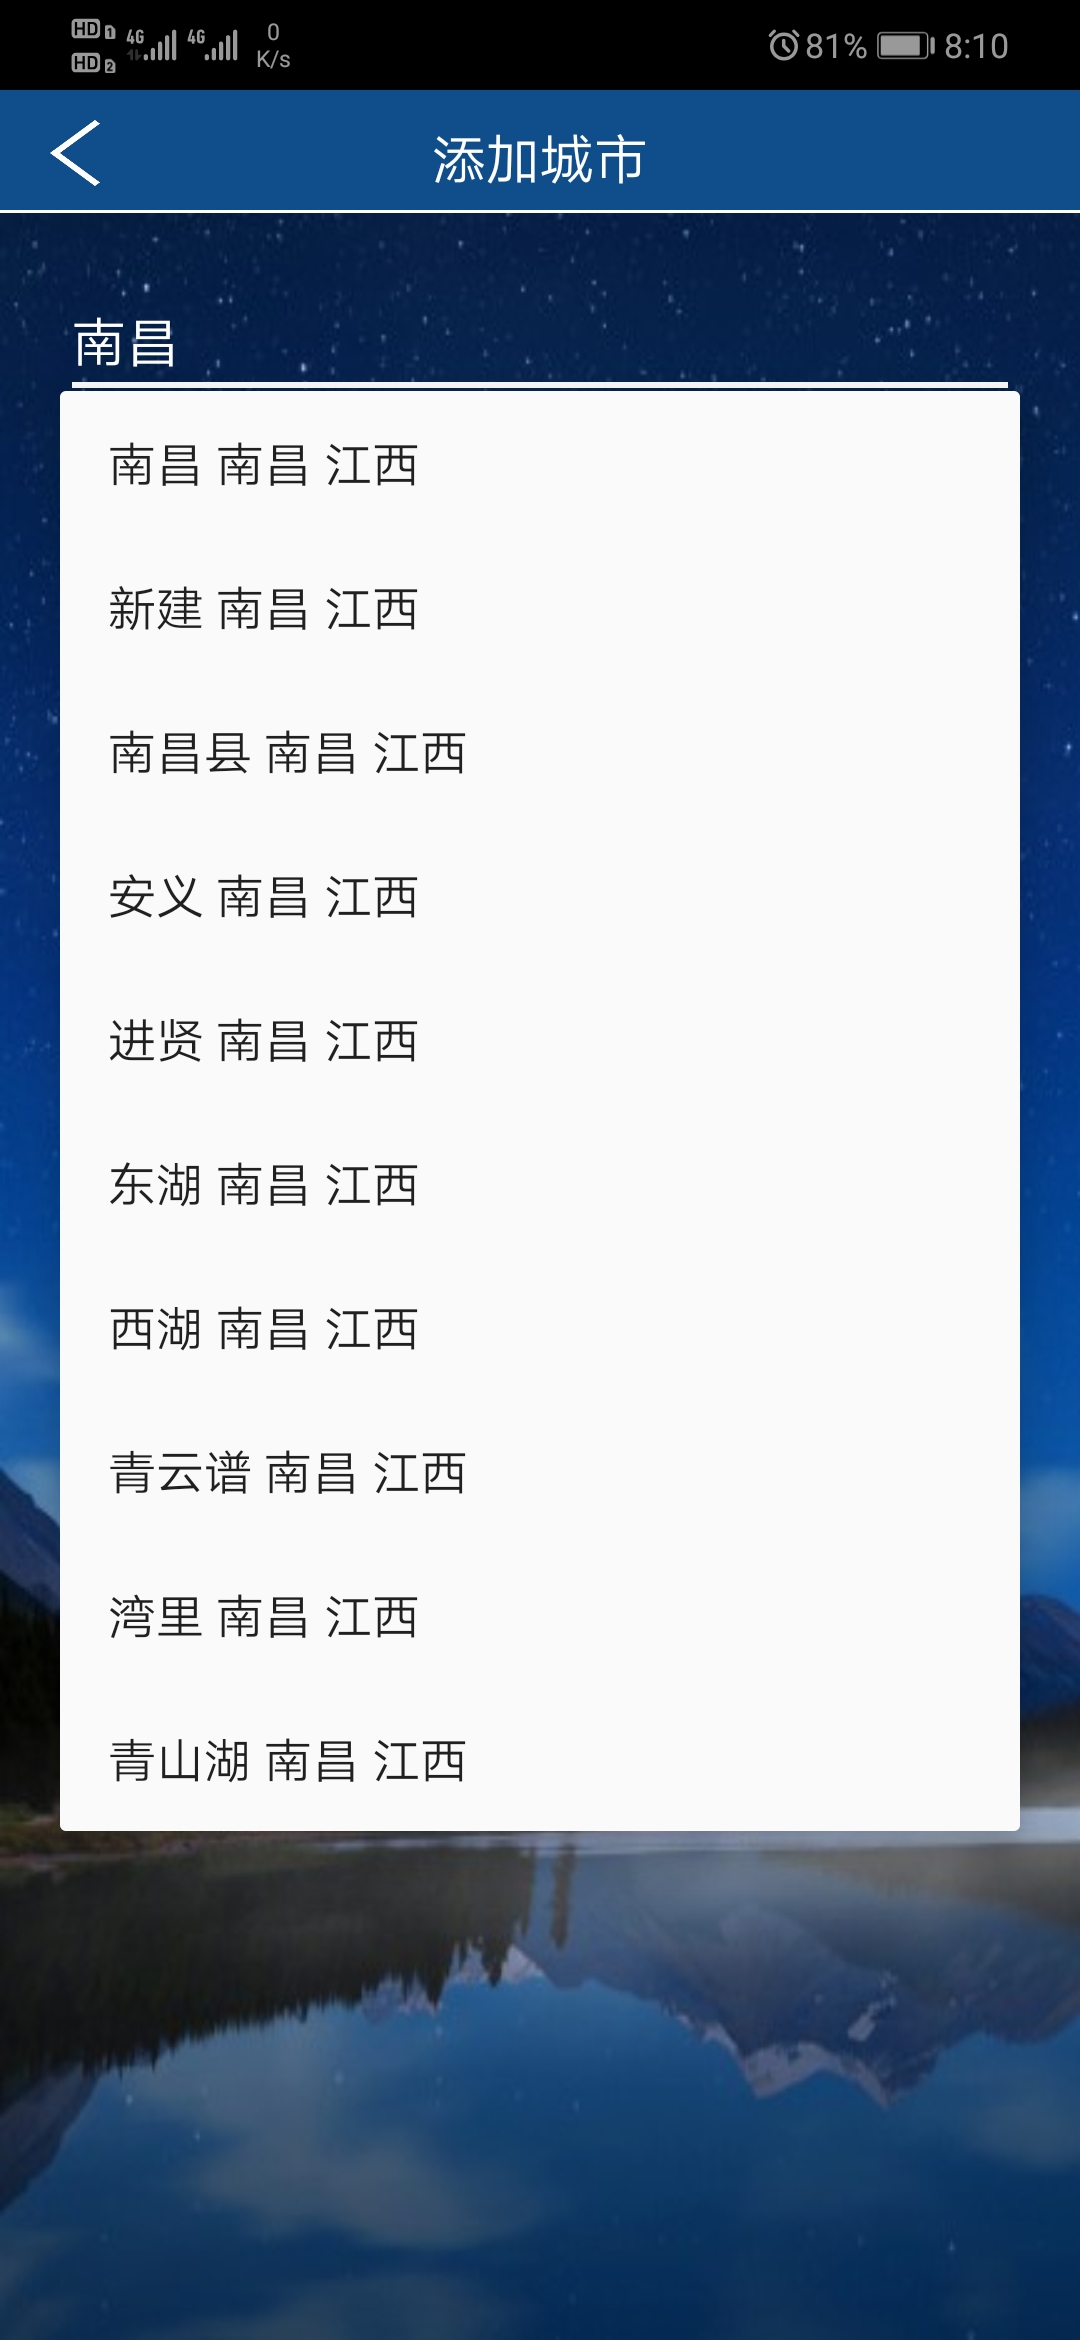 HD 1 4G 4G 0
HD 2 K/s
81% 8:10
添加城市
南昌
南昌 南昌 江西
新建 南昌 江西
南昌县 南昌 江西
安义 南昌 江西
进贤 南昌 江西
东湖 南昌 江西
西湖 南昌 江西
青云谱 南昌 江西
湾里 南昌 江西
青山湖 南昌 江西